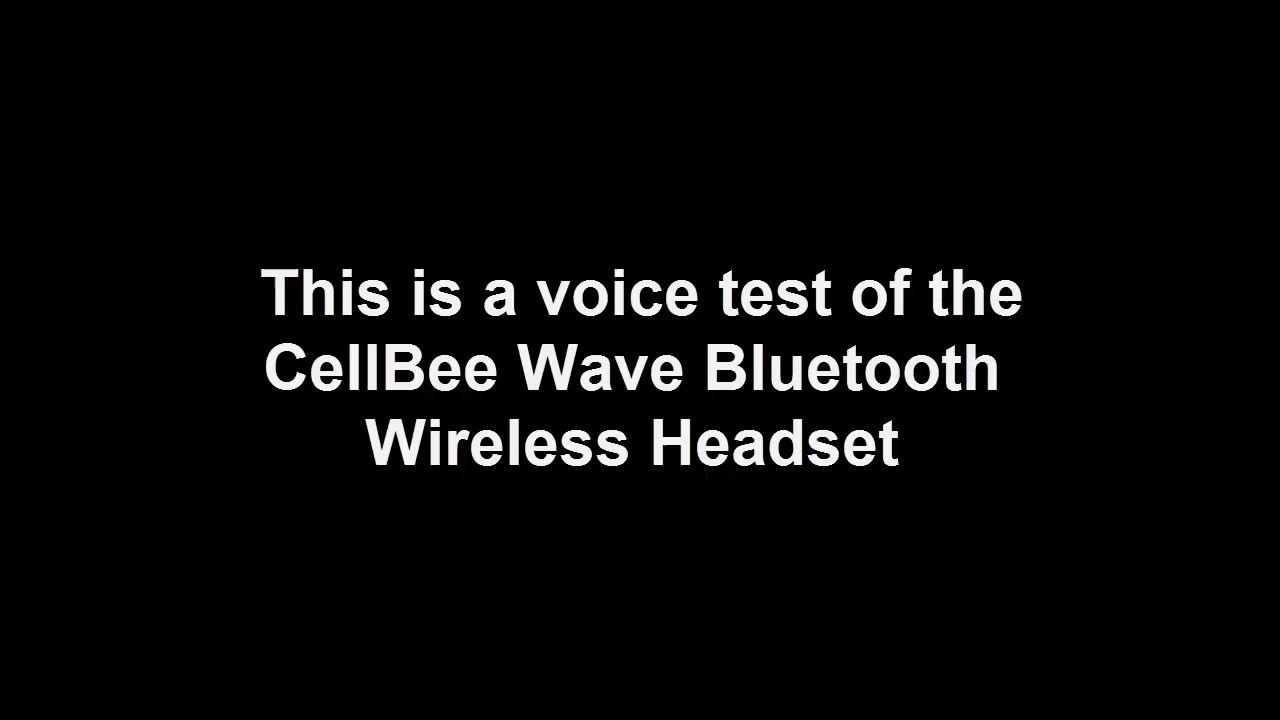 This is a voice test of the
CellBee Wave Bluetooth
Wireless Headset